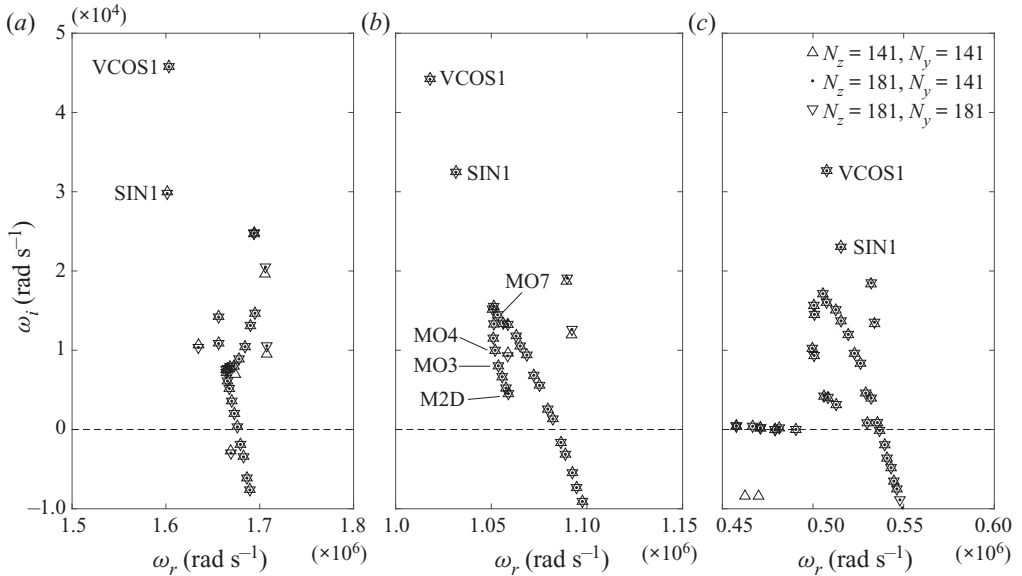 (a) (×10⁴)
(b)
(c)
5
4
3
2
1
0
−1.0
ωᵢ (rad s⁻¹)
VCOS1
SIN1
1.5 1.6 1.7 1.8
ωᵣ (rad s⁻¹) (×10⁶)
VCOS1
SIN1
MO7
MO4
MO3
M2D
1.0 1.05 1.10 1.15
ωᵣ (rad s⁻¹) (×10⁶)
△ N_z = 141, N_y = 141
· N_z = 181, N_y = 141
▽ N_z = 181, N_y = 181
VCOS1
SIN1
0.45 0.50 0.55 0.60
ωᵣ (rad s⁻¹) (×10⁶)